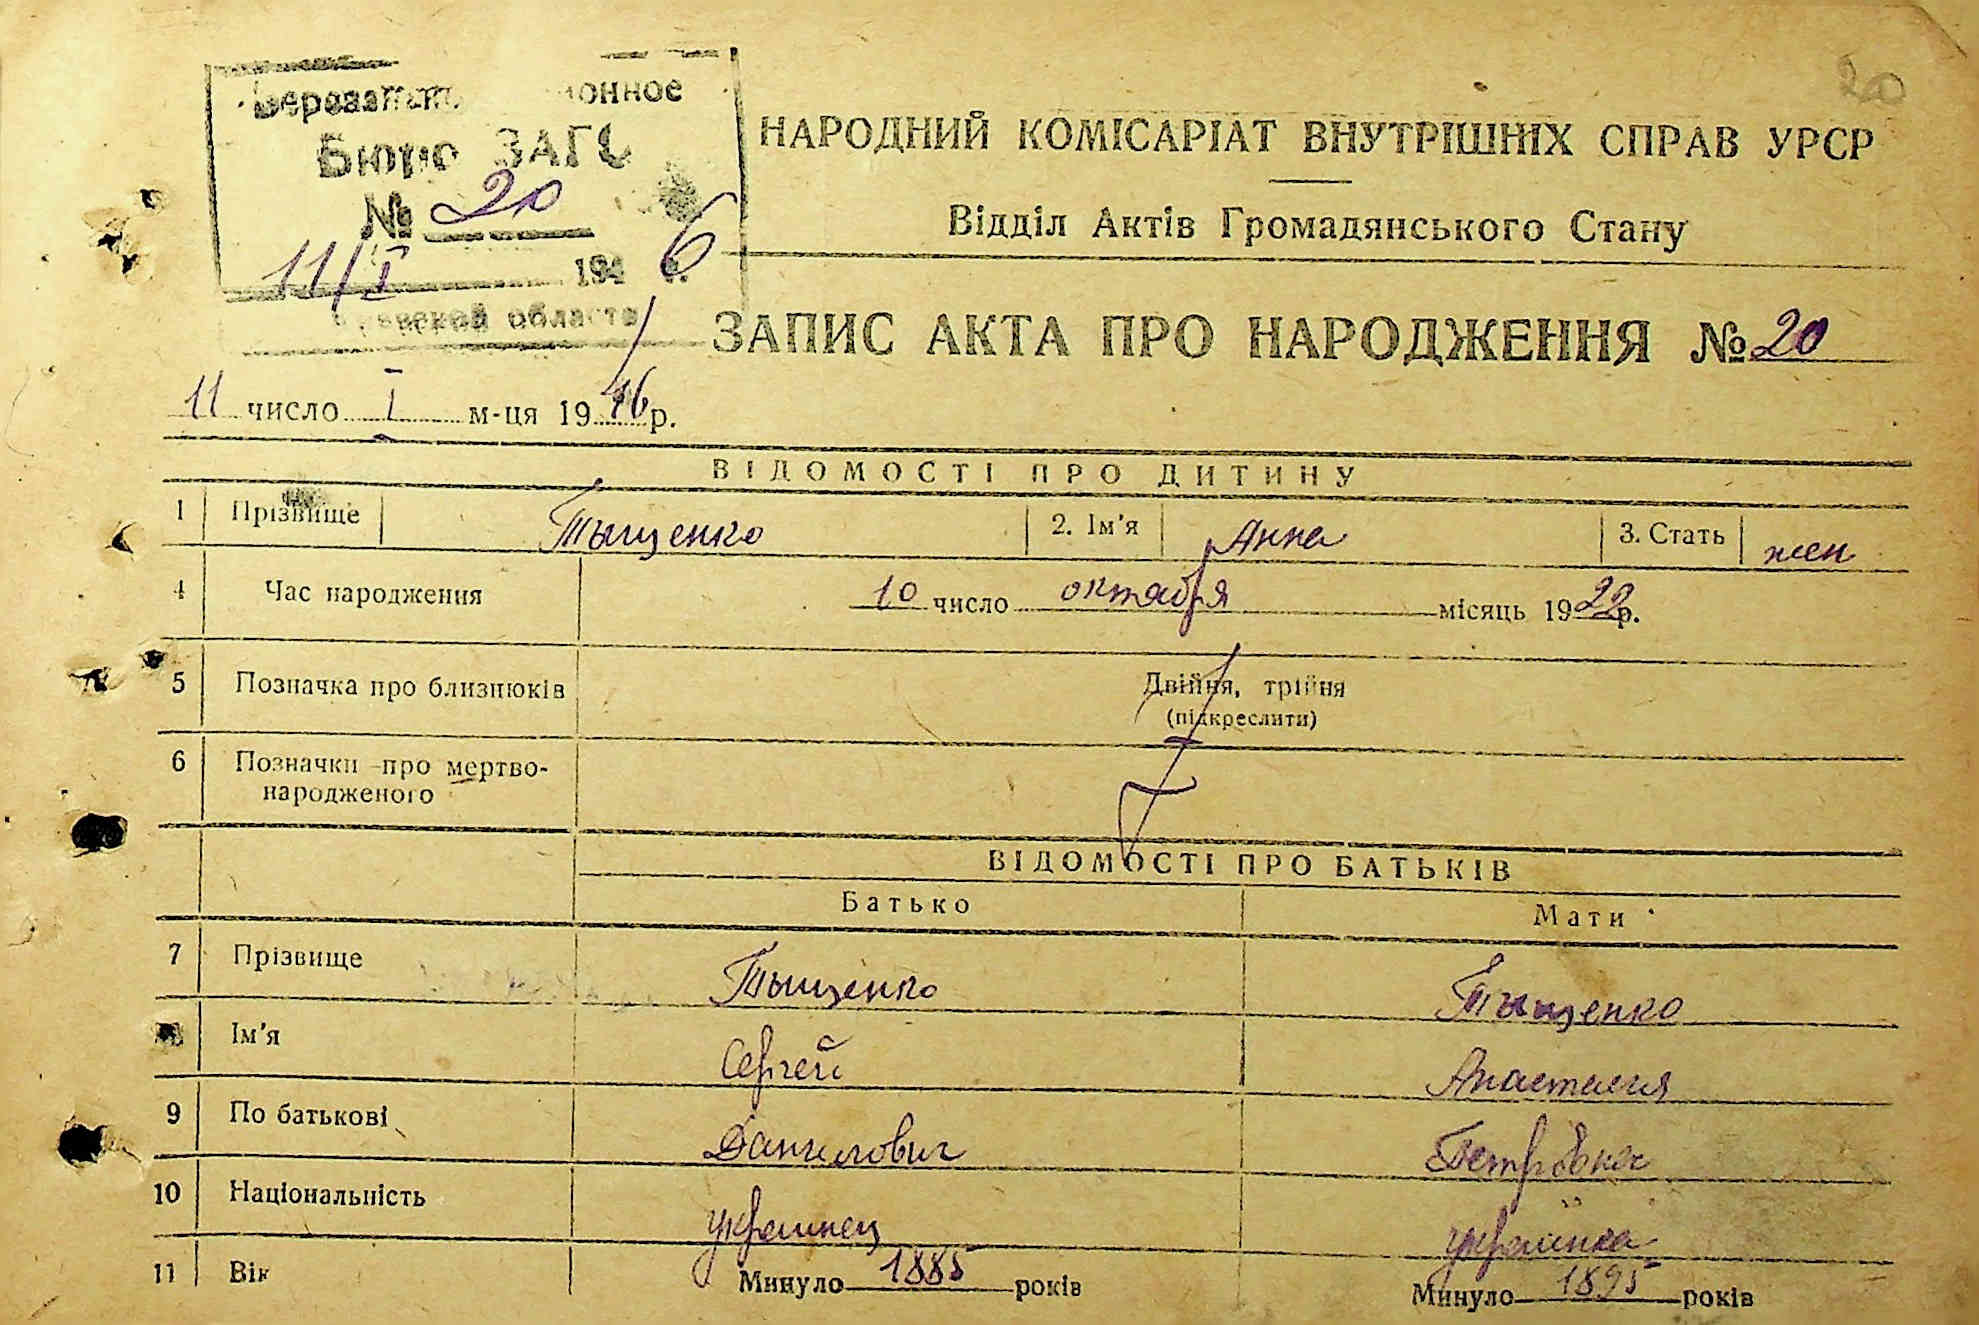 20
Бюро ЗАГС
№ 20
11/I 194 6 г.
области
НАРОДНИЙ КОМІСАРІАТ ВНУТРІШНІХ СПРАВ УРСР
Відділ Актів Громадянського Стану
ЗАПИС АКТА ПРО НАРОДЖЕННЯ № 20
11 число I м-ця 1946 р.
ВІДОМОСТІ ПРО ДИТИНУ
1 Прізвище Тыщенко 2. Ім'я Анна 3. Стать жен
4 Час народження 10 число октября місяць 1922 р.
5 Позначка про близнюків Двійня, трійня
(підкреслити)
6 Позначки про мертво-
народженого
ВІДОМОСТІ ПРО БАТЬКІВ
Батько Мати
7 Прізвище Тыщенко Тыщенко
8 Ім'я Сергей Анастасия
9 По батькові Данилович Петровна
10 Національність украинец украинка
11 Вік Минуло 1885 років Минуло 1895 років